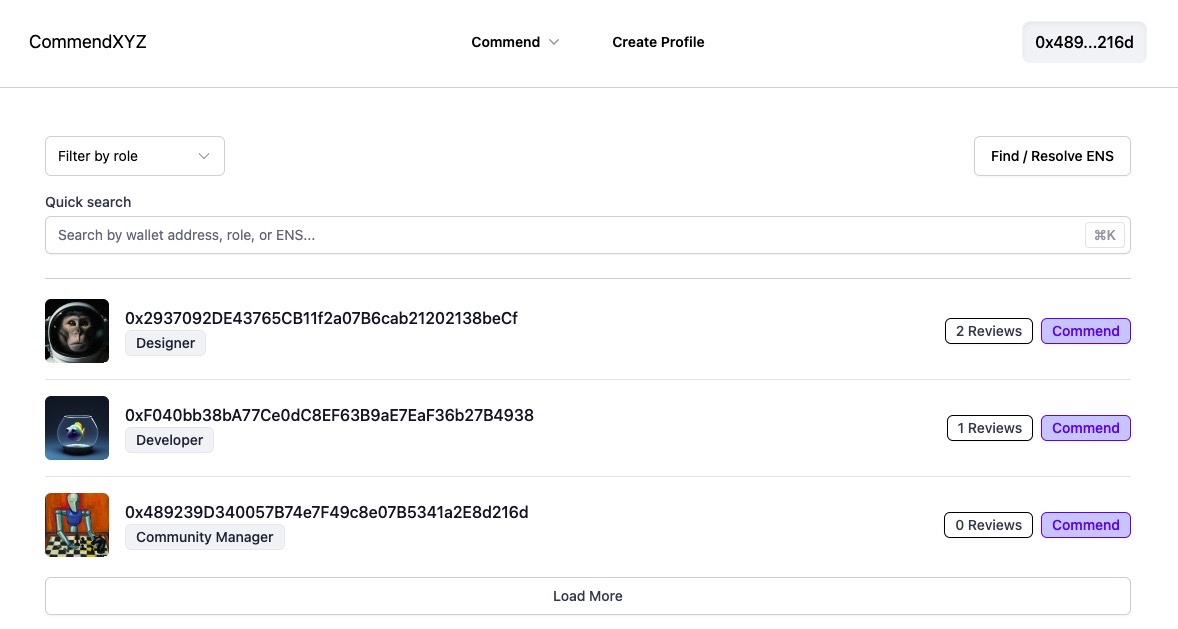 CommendXYZ
Commend
Create Profile
0x489...216d
Filter by role
Find / Resolve ENS
Quick search
Search by wallet address, role, or ENS...
⌘K
0x2937092DE43765CB11f2a07B6cab21202138beCf
Designer
2 Reviews
Commend
0xF040bb38bA77Ce0dC8EF63B9aE7EaF36b27B4938
Developer
1 Reviews
Commend
0x489239D340057B74e7F49c8e07B5341a2E8d216d
Community Manager
0 Reviews
Commend
Load More